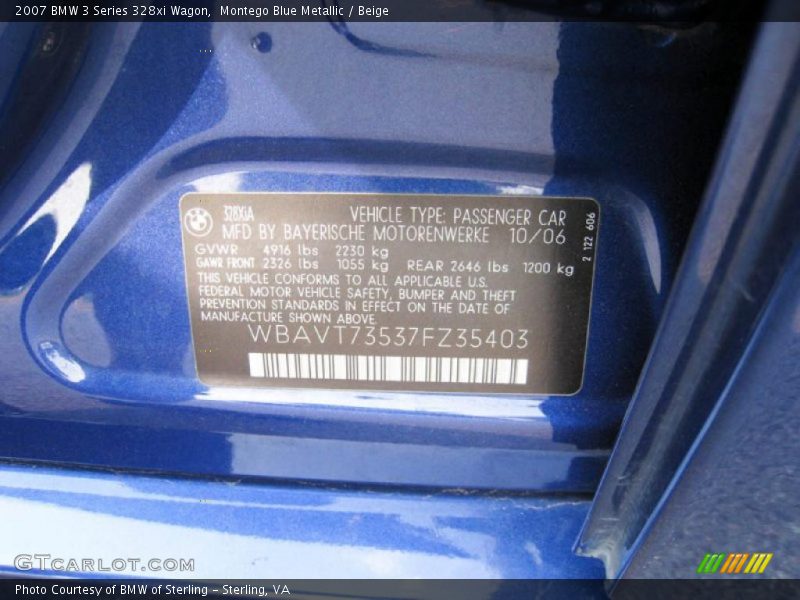 2007 BMW 3 Series 328xi Wagon, Montego Blue Metallic / Beige
328XiA VEHICLE TYPE: PASSENGER CAR
MFD BY BAYERISCHE MOTORENWERKE 10/06
GVWR 4916 lbs 2230 kg
GAWR FRONT 2326 lbs 1055 kg REAR 2646 lbs 1200 kg
THIS VEHICLE CONFORMS TO ALL APPLICABLE U.S.
FEDERAL MOTOR VEHICLE SAFETY, BUMPER AND THEFT
PREVENTION STANDARDS IN EFFECT ON THE DATE OF
MANUFACTURE SHOWN ABOVE
WBAVT73537FZ35403
2 122 606
GTCARLOT.COM
Photo Courtesy of BMW of Sterling - Sterling, VA